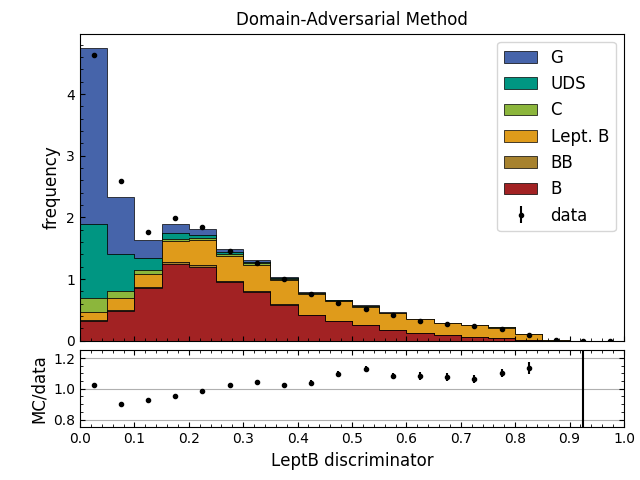 Domain-Adversarial Method
frequency
4
3
2
1
0
G
UDS
C
Lept. B
BB
B
data
MC/data
1.2
1.0
0.8
0.0 0.1 0.2 0.3 0.4 0.5 0.6 0.7 0.8 0.9 1.0
LeptB discriminator